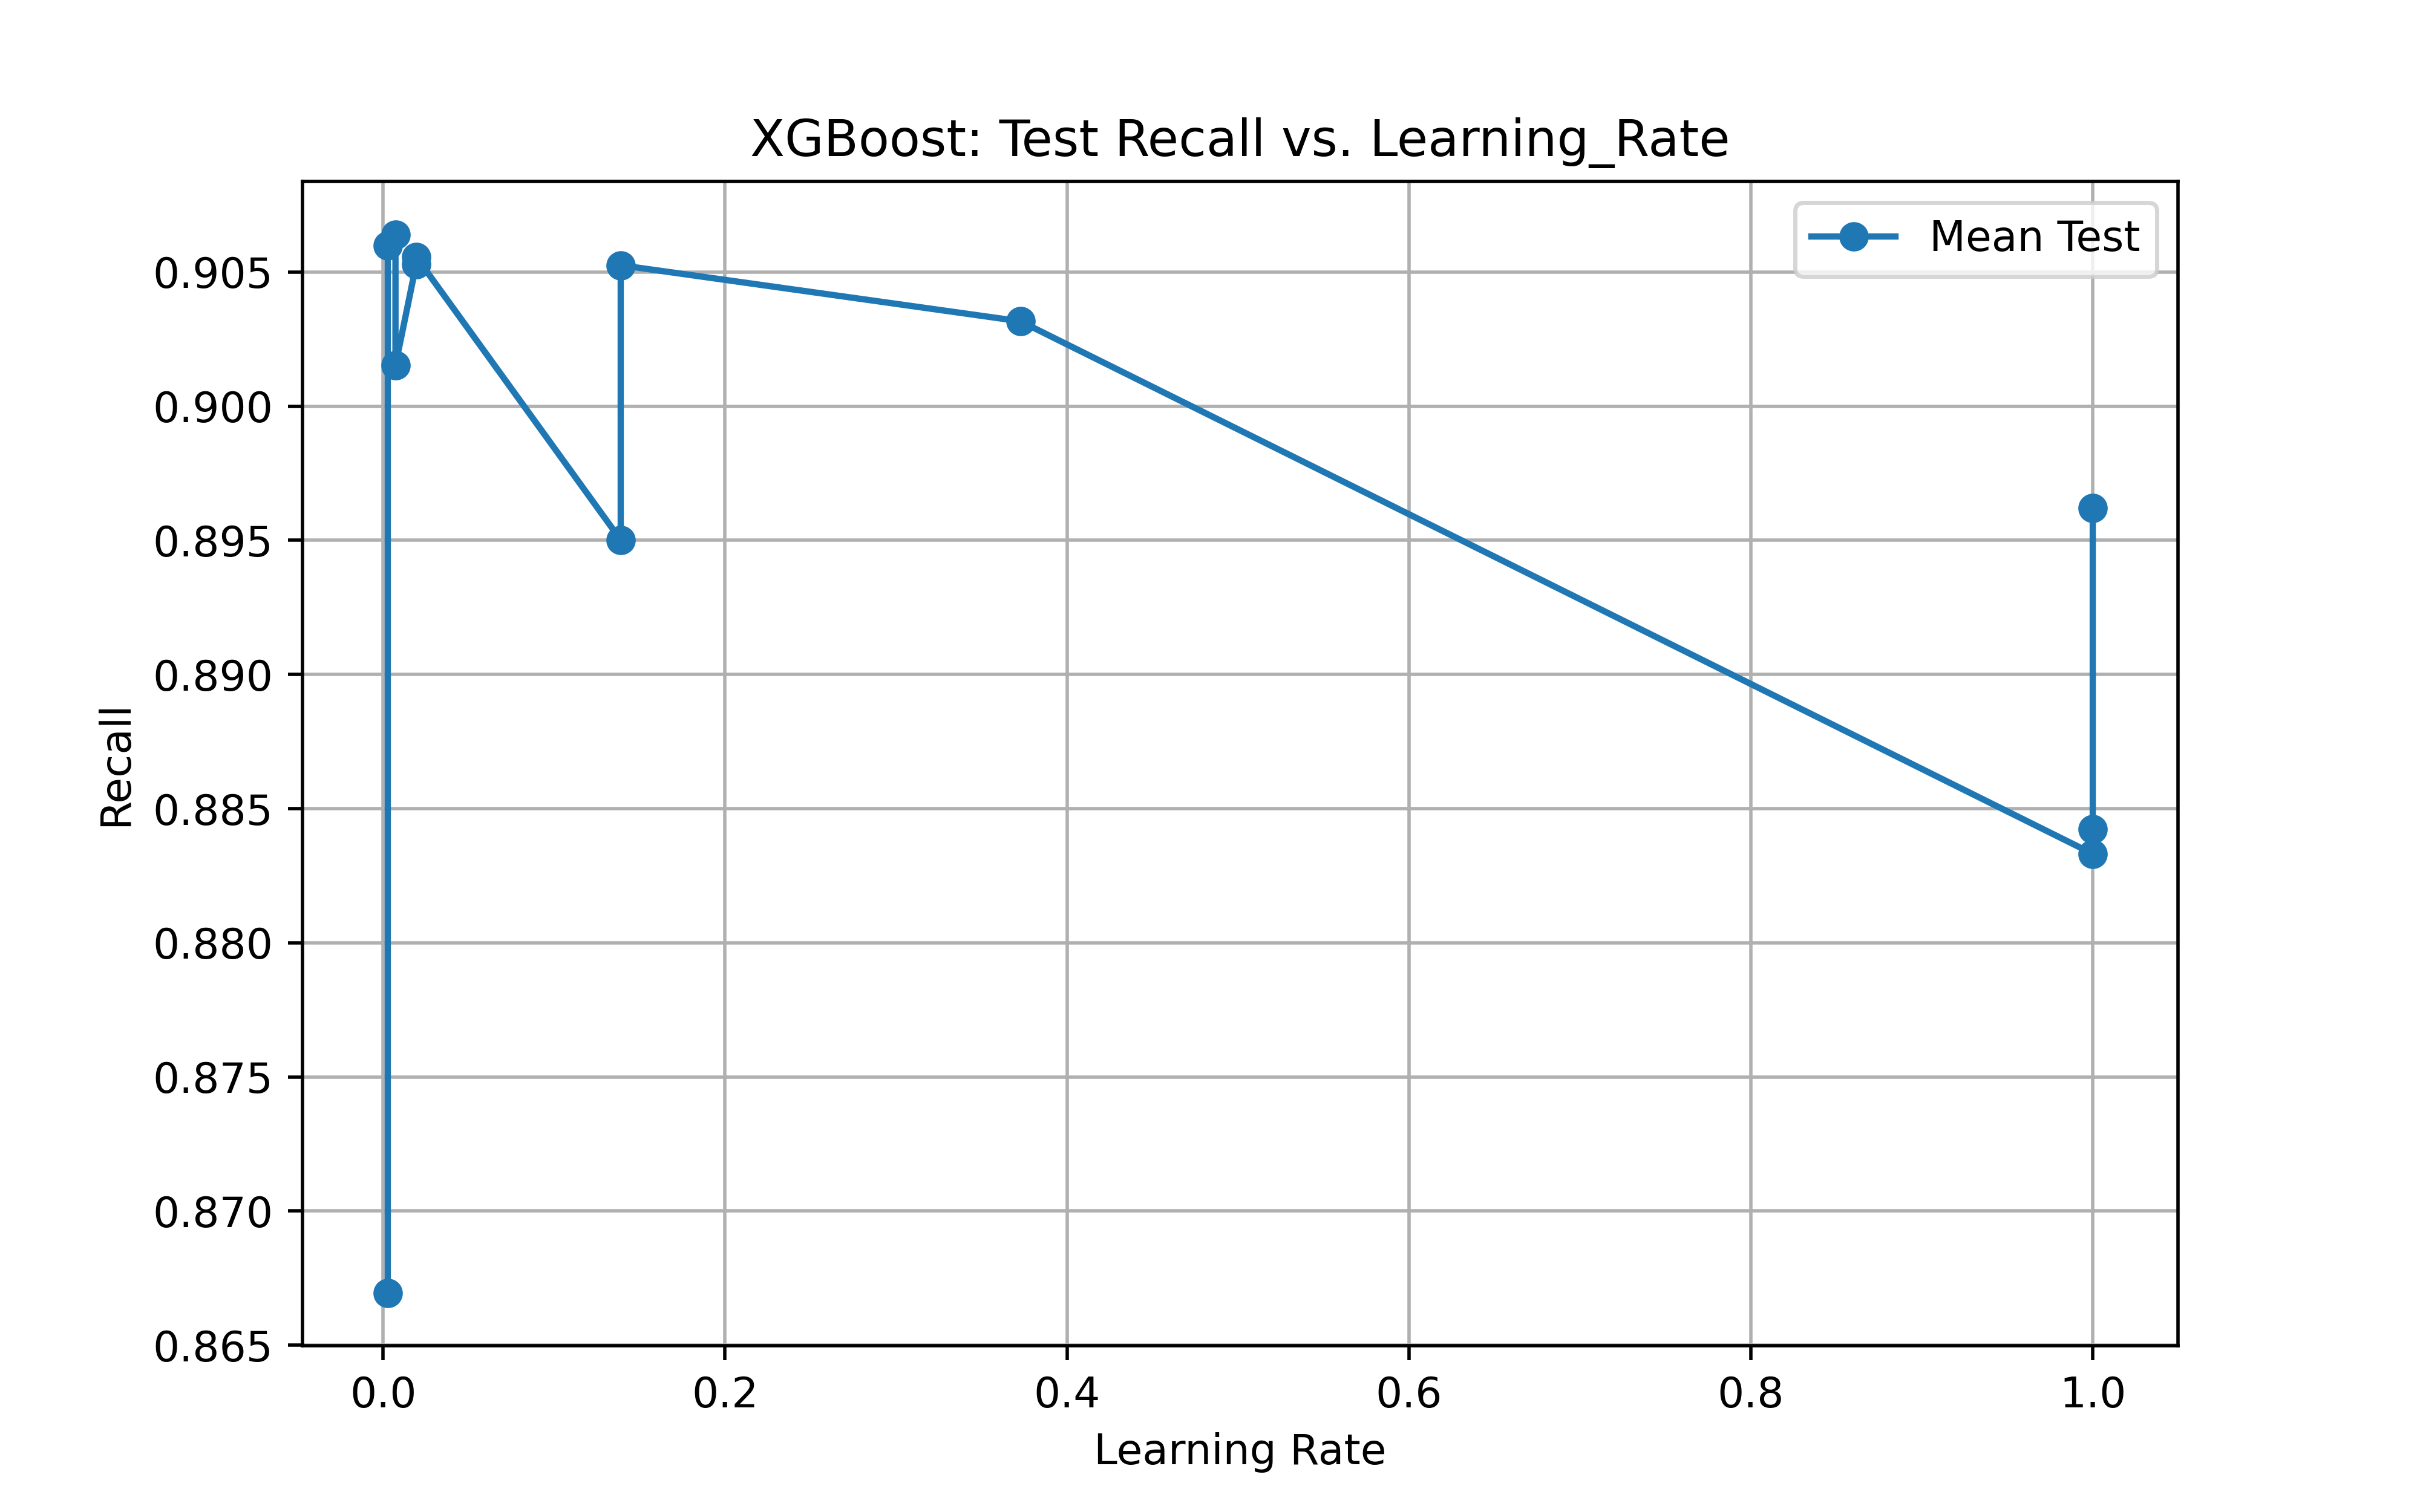 XGBoost: Test Recall vs. Learning_Rate
Mean Test
0.905
0.900
0.895
0.890
0.885
0.880
0.875
0.870
0.865
Recall
0.0 0.2 0.4 0.6 0.8 1.0
Learning Rate